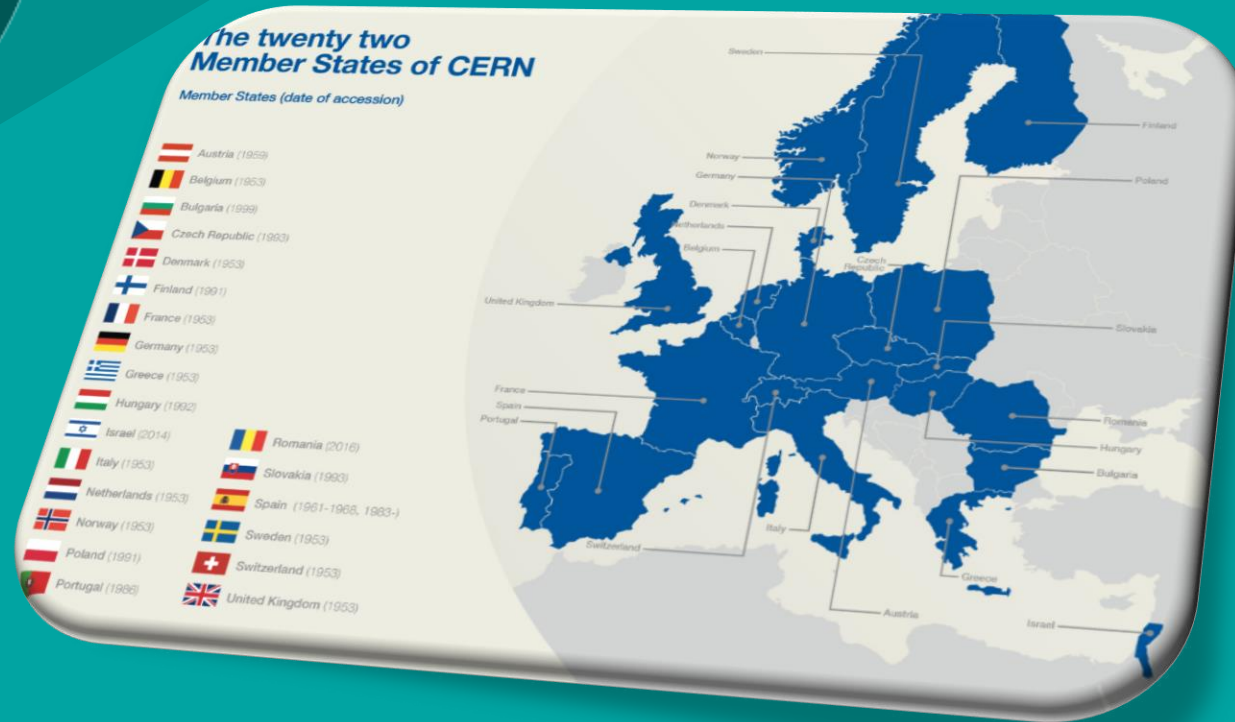 The twenty two
Member States of CERN
Member States (date of accession)
Austria (1959)
Belgium (1953)
Bulgaria (1999)
Czech Republic (1993)
Denmark (1953)
Finland (1991)
France (1953)
Germany (1953)
Greece (1953)
Hungary (1992)
Israel (2014)
Italy (1953)
Netherlands (1953)
Norway (1953)
Poland (1991)
Portugal (1986)
Romania (2016)
Slovakia (1993)
Spain (1961-1968, 1983-)
Sweden (1953)
Switzerland (1953)
United Kingdom (1953)
Sweden
Finland
Norway
Germany
Poland
Denmark
Netherlands
Belgium
Czech
Republic
United Kingdom
Slovakia
France
Spain
Portugal
Romania
Hungary
Bulgaria
Italy
Switzerland
Greece
Austria
Israel